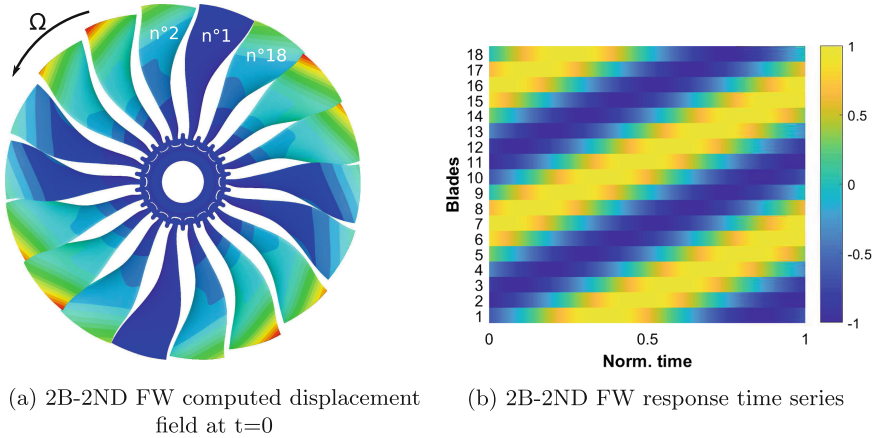 Ω
n°2
n°1
n°18
18
17
16
15
14
13
12
11
10
9
8
7
6
5
4
3
2
1
Blades
0
0.5
1
Norm. time
1
0.5
0
-0.5
-1
(a) 2B-2ND FW computed displacement
field at t=0
(b) 2B-2ND FW response time series